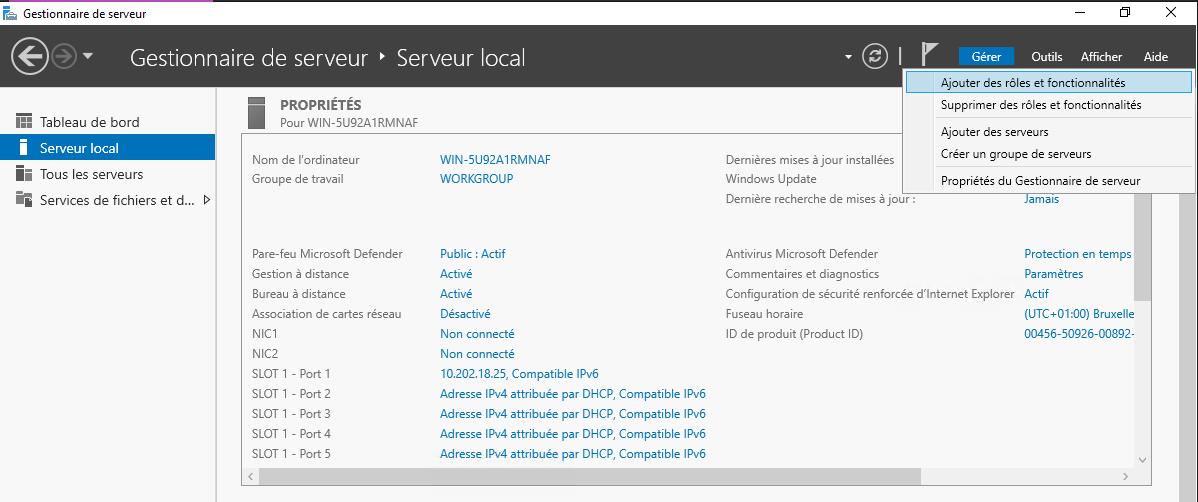 Gestionnaire de serveur
Gestionnaire de serveur ‣ Serveur local
Gérer Outils Afficher Aide
Ajouter des rôles et fonctionnalités
Supprimer des rôles et fonctionnalités
Ajouter des serveurs
Créer un groupe de serveurs
Propriétés du Gestionnaire de serveur
Tableau de bord
Serveur local
Tous les serveurs
Services de fichiers et d...
PROPRIÉTÉS
Pour WIN-5U92A1RMNAF
Nom de l'ordinateur WIN-5U92A1RMNAF Dernières mises à jour installées
Groupe de travail WORKGROUP Windows Update
Dernière recherche de mises à jour : Jamais
Pare-feu Microsoft Defender Public : Actif Antivirus Microsoft Defender Protection en temps
Gestion à distance Activé Commentaires et diagnostics Paramètres
Bureau à distance Activé Configuration de sécurité renforcée d'Internet Explorer Actif
Association de cartes réseau Désactivé Fuseau horaire (UTC+01:00) Bruxelle
NIC1 Non connecté ID de produit (Product ID) 00456-50926-00892-
NIC2 Non connecté
SLOT 1 - Port 1 10.202.18.25, Compatible IPv6
SLOT 1 - Port 2 Adresse IPv4 attribuée par DHCP, Compatible IPv6
SLOT 1 - Port 3 Adresse IPv4 attribuée par DHCP, Compatible IPv6
SLOT 1 - Port 4 Adresse IPv4 attribuée par DHCP, Compatible IPv6
SLOT 1 - Port 5 Adresse IPv4 attribuée par DHCP, Compatible IPv6